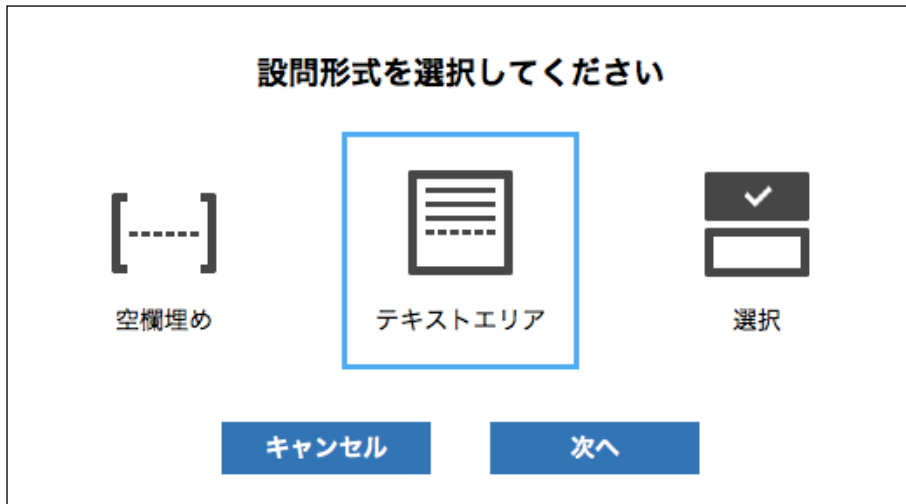 設問形式を選択してください
空欄埋め
テキストエリア
選択
キャンセル
次へ